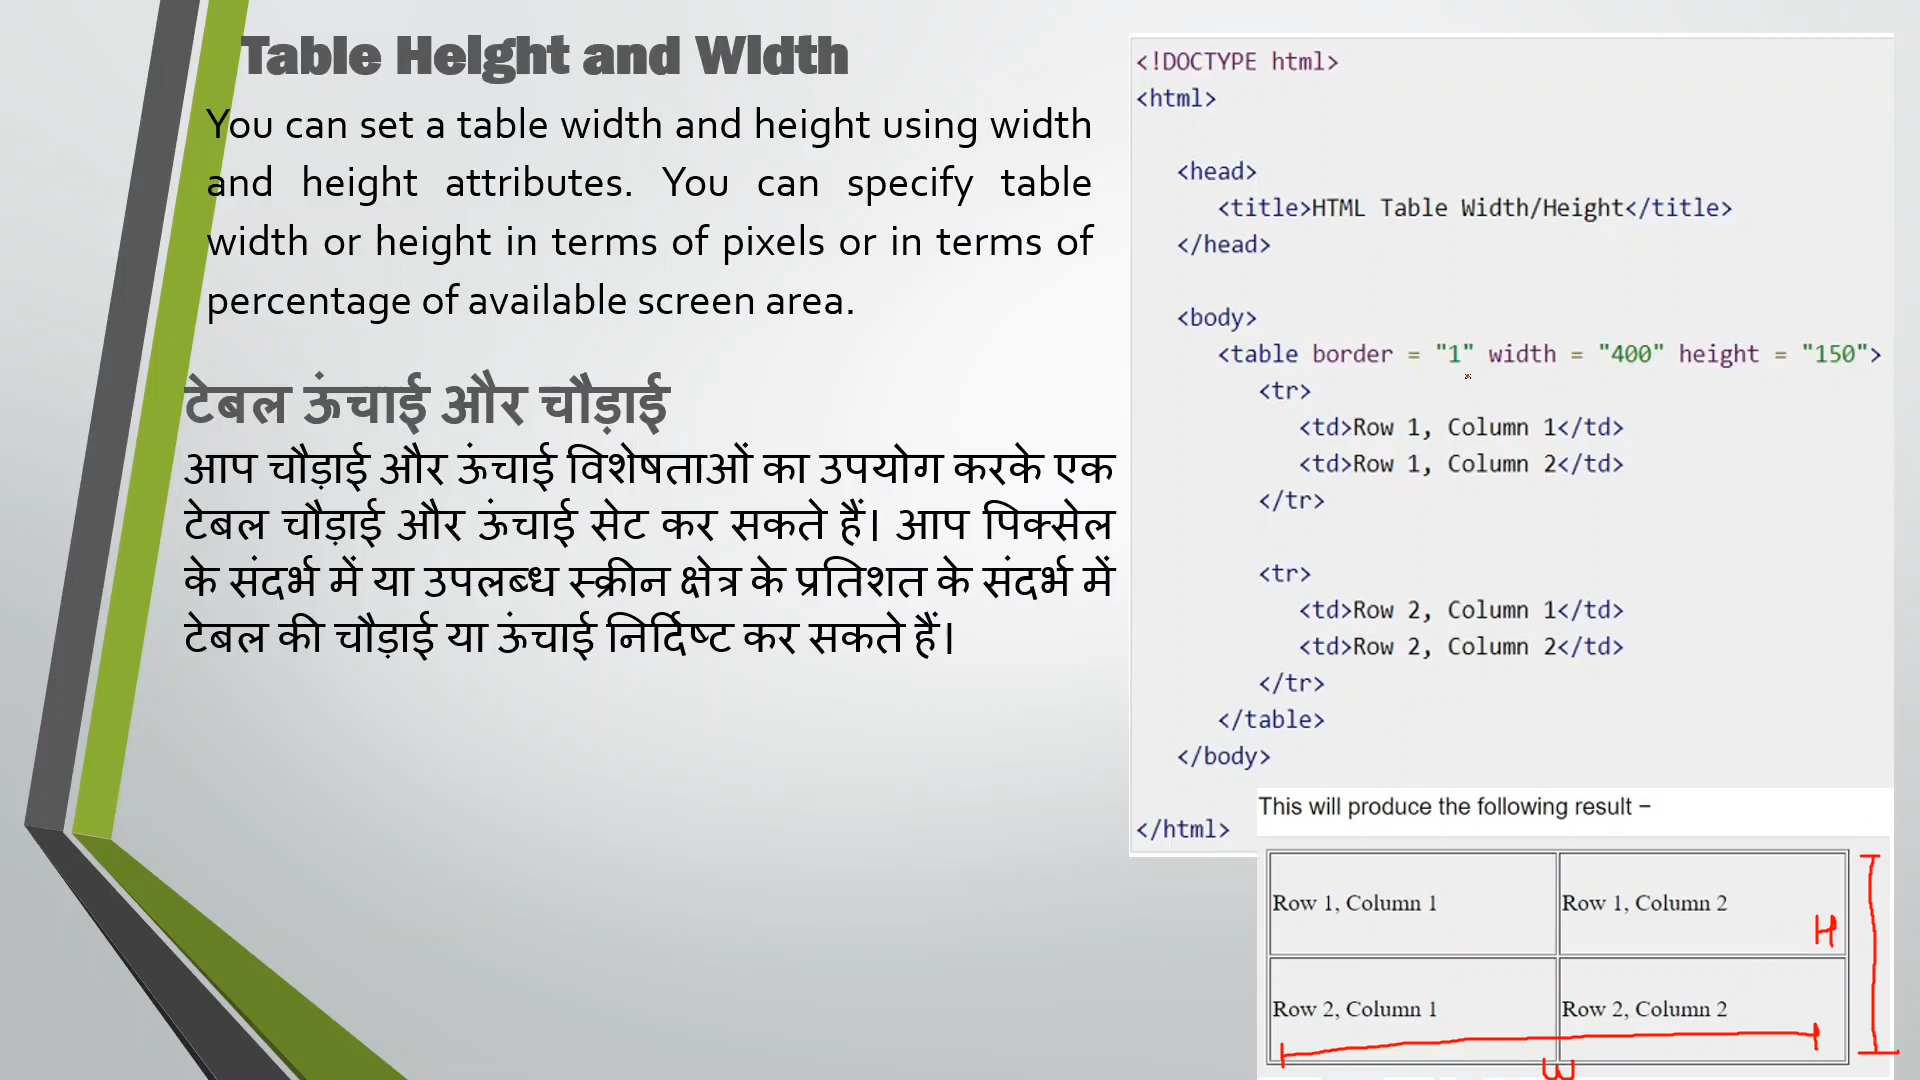 Table Height and Width
You can set a table width and height using width
and height attributes. You can specify table
width or height in terms of pixels or in terms of
percentage of available screen area.
टेबल ऊंचाई और चौड़ाई
आप चौड़ाई और ऊंचाई विशेषताओं का उपयोग करके एक
टेबल चौड़ाई और ऊंचाई सेट कर सकते हैं। आप पिक्सेल
के संदर्भ में या उपलब्ध स्क्रीन क्षेत्र के प्रतिशत के संदर्भ में
टेबल की चौड़ाई या ऊंचाई निर्दिष्ट कर सकते हैं।
<!DOCTYPE html>
<html>
<head>
<title>HTML Table Width/Height</title>
</head>
<body>
<table border = "1" width = "400" height = "150">
<tr>
<td>Row 1, Column 1</td>
<td>Row 1, Column 2</td>
</tr>
<tr>
<td>Row 2, Column 1</td>
<td>Row 2, Column 2</td>
</tr>
</table>
</body>
</html>
This will produce the following result −
Row 1, Column 1 Row 1, Column 2
H
Row 2, Column 1 Row 2, Column 2
W